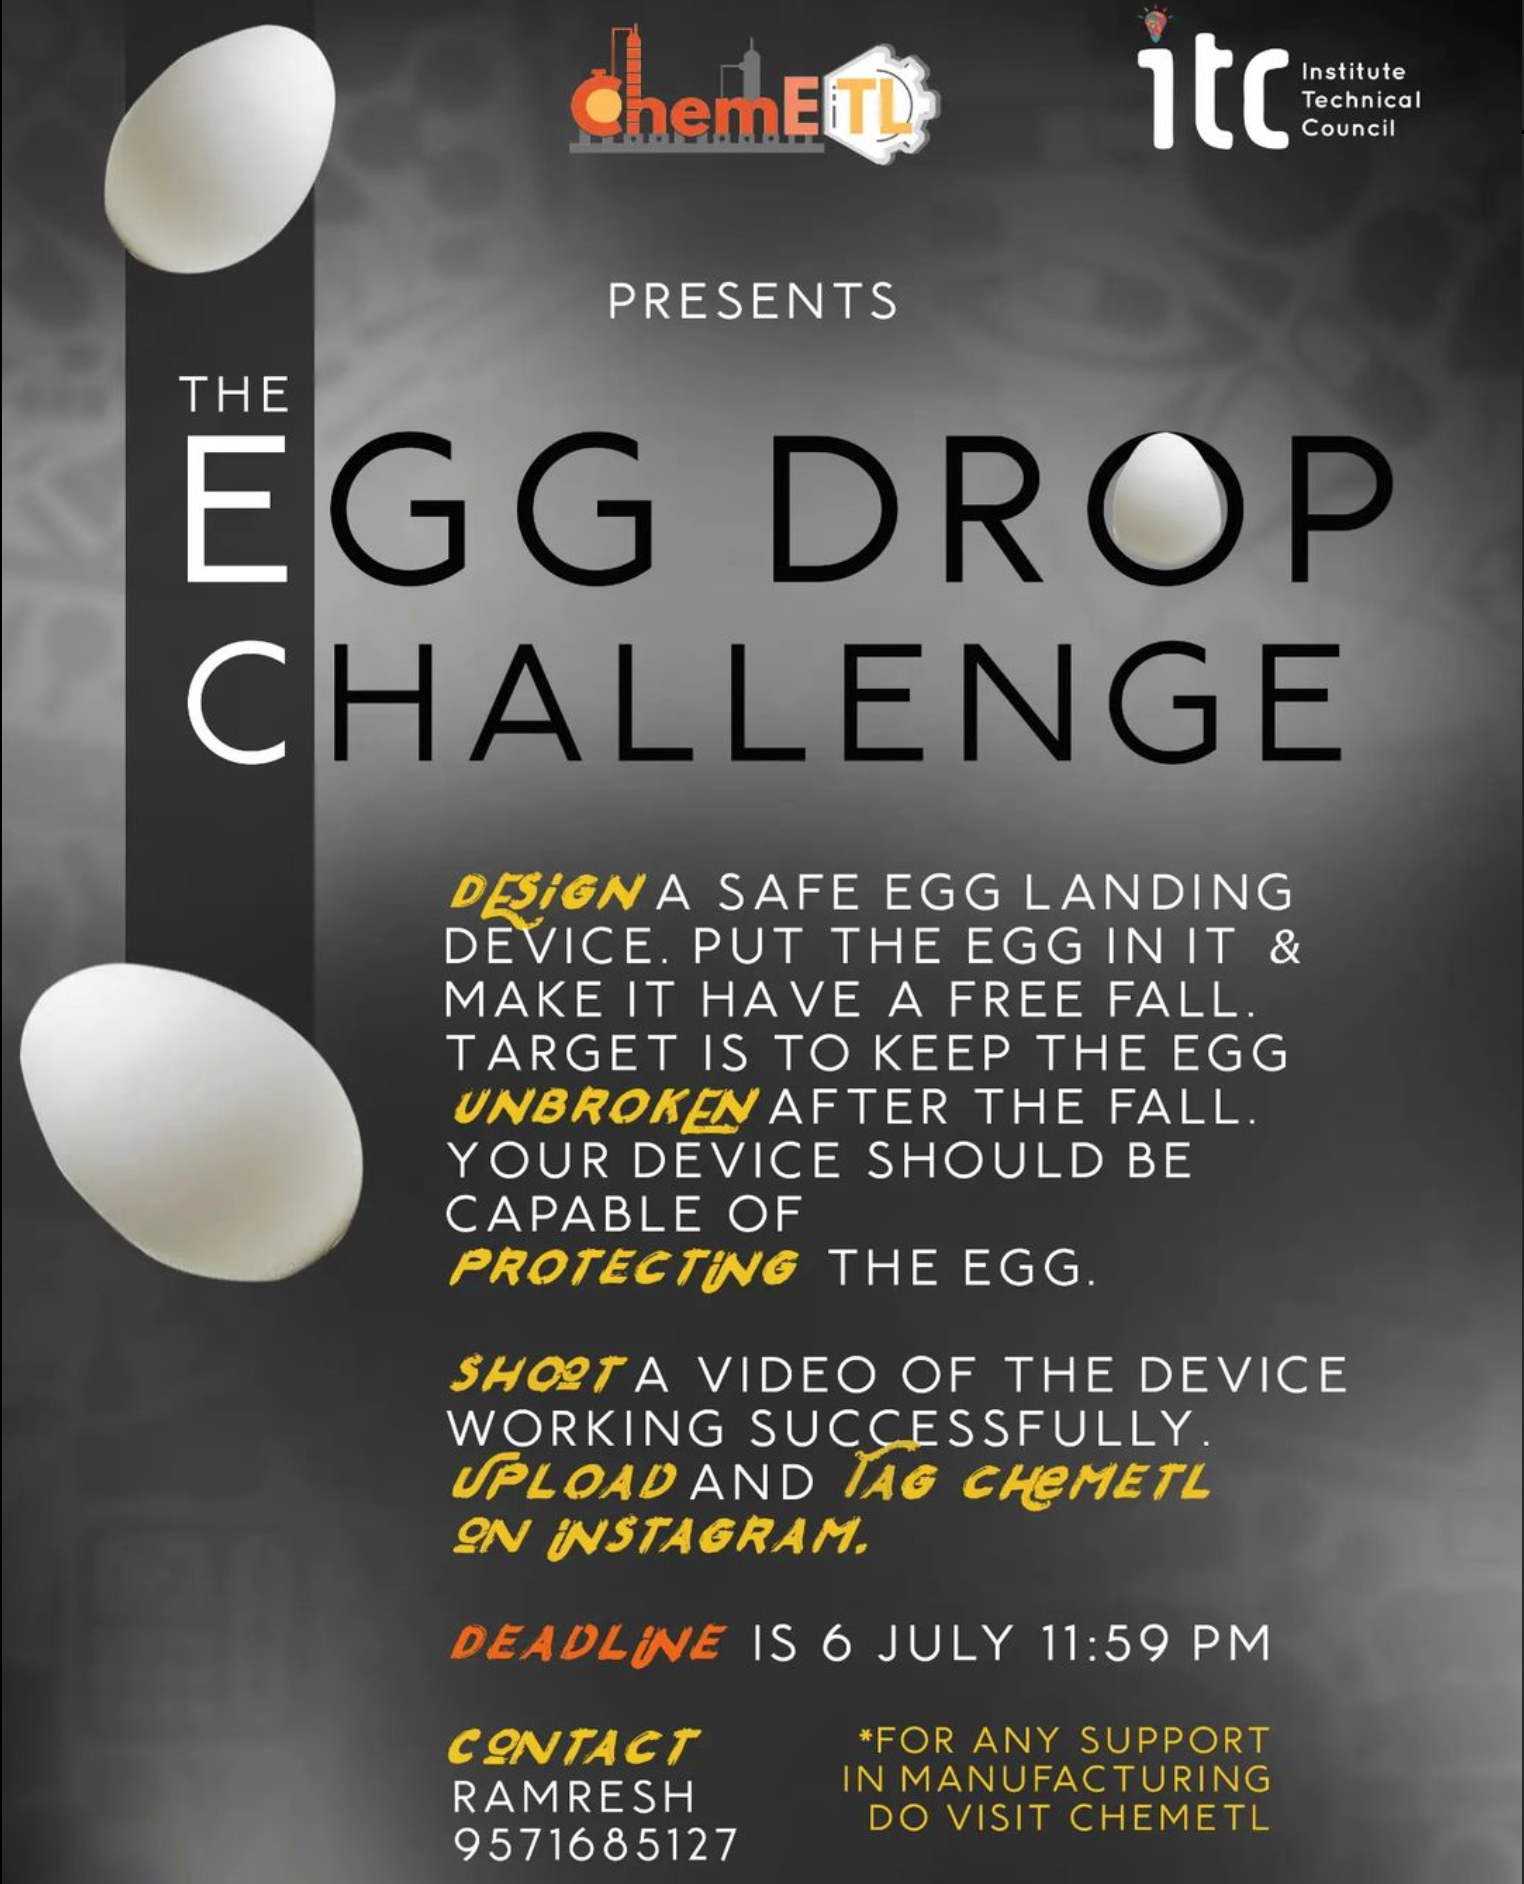 ChemE iTL
itc Institute
Technical
Council
PRESENTS
THE
EGG DROP
CHALLENGE
DESIGN A SAFE EGG LANDING
DEVICE. PUT THE EGG IN IT &
MAKE IT HAVE A FREE FALL.
TARGET IS TO KEEP THE EGG
UNBROKEN AFTER THE FALL.
YOUR DEVICE SHOULD BE
CAPABLE OF
PROTECTING THE EGG.
SHOOT A VIDEO OF THE DEVICE
WORKING SUCCESSFULLY.
UPLOAD AND TAG CHEMETL
ON INSTAGRAM.
DEADLINE IS 6 JULY 11:59 PM
CONTACT
RAMRESH
9571685127
*FOR ANY SUPPORT
IN MANUFACTURING
DO VISIT CHEMETL